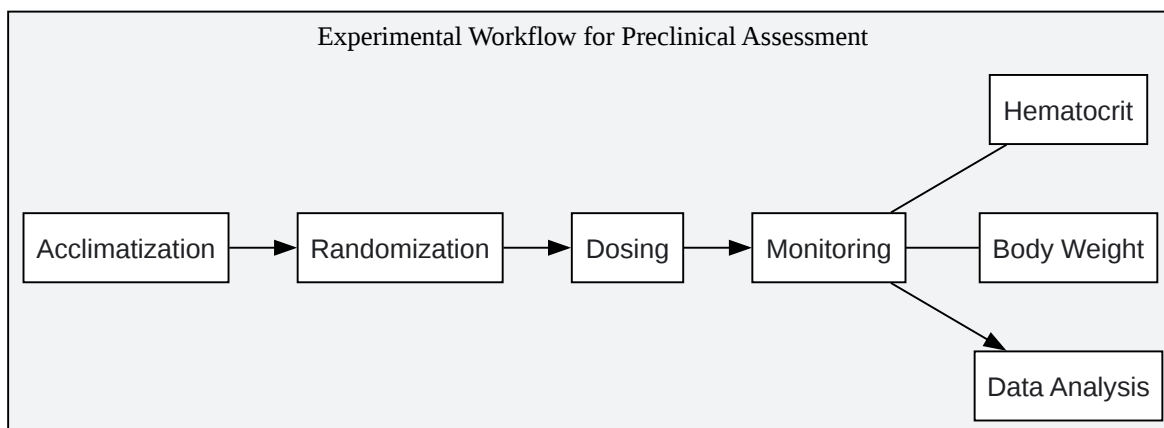 Experimental Workflow for Preclinical Assessment
Hematocrit
Acclimatization
Randomization
Dosing
Monitoring
Body Weight
Data Analysis